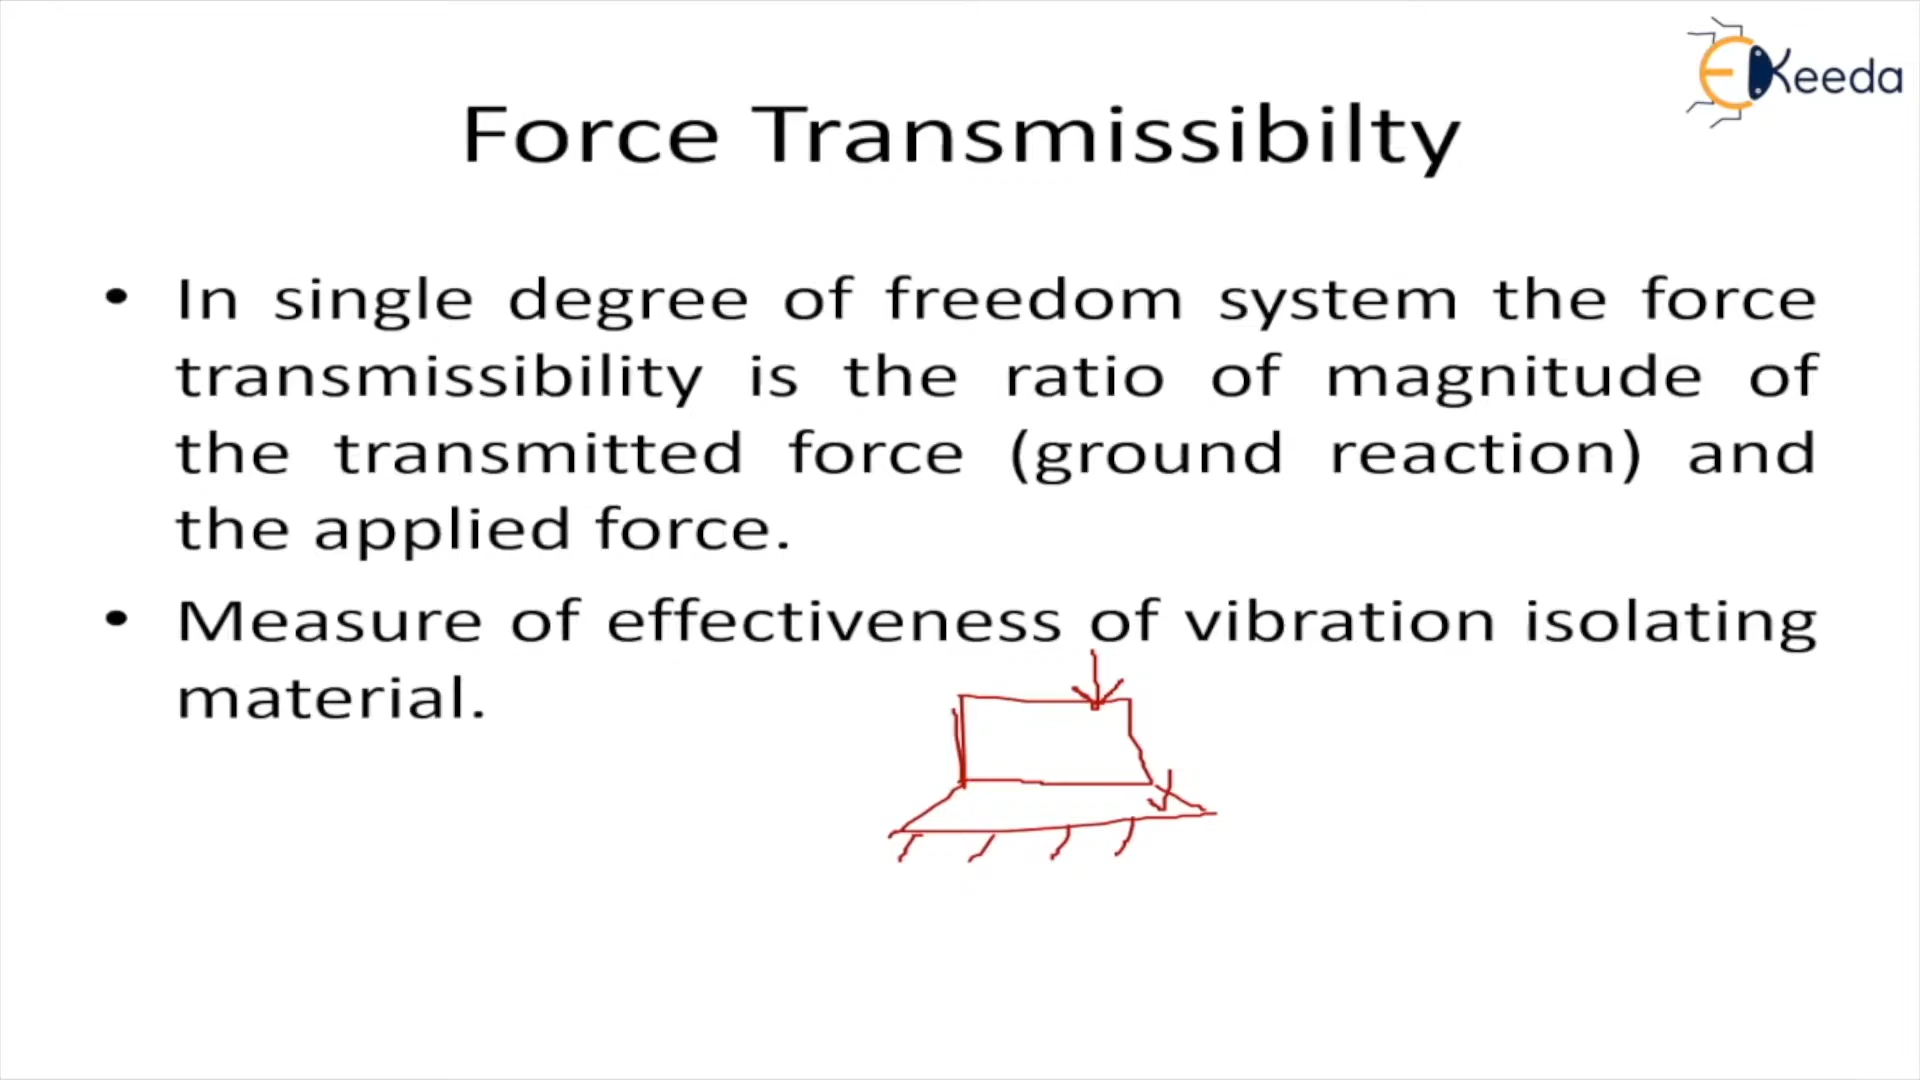 EKeeda
Force Transmissibilty
• In single degree of freedom system the force
transmissibility is the ratio of magnitude of
the transmitted force (ground reaction) and
the applied force.
• Measure of effectiveness of vibration isolating
material.